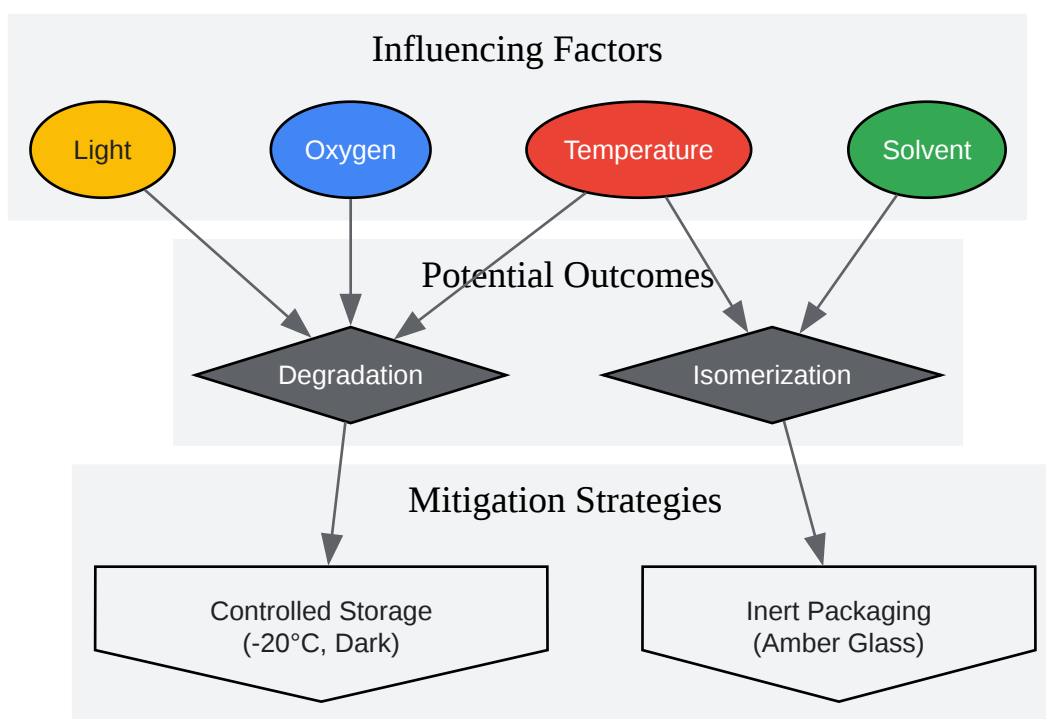 Influencing Factors
Light
Oxygen
Temperature
Solvent
Potential Outcomes
Degradation
Isomerization
Mitigation Strategies
Controlled Storage
(-20°C, Dark)
Inert Packaging
(Amber Glass)